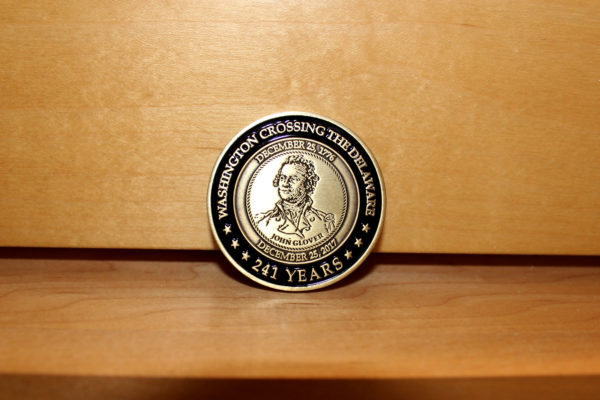 WASHINGTON CROSSING THE DELAWARE
DECEMBER 25, 1776
JOHN GLOVER
DECEMBER 25, 2017
241 YEARS